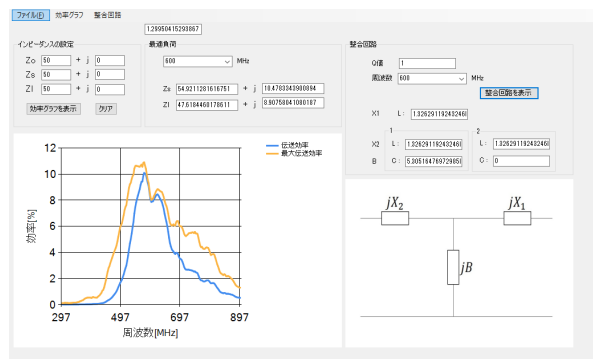 ファイル(F) 効率グラフ 整合回路
1.29950415293867
インピーダンスの設定
Zo 50 + j 0
Zs 50 + j 0
Zl 50 + j 0
効率グラフを表示 クリア
最適負荷
600 MHz
Zs 54.9211281616751 + j 10.4783343900894
Zl 47.6184460178611 + j 8.90758041080187
整合回路
Q値 1
周波数 600 MHz
整合回路を表示
X1 L: 1.32629119243246
1 2
X2 L: 1.32629119243246 L: 1.32629119243246
B C: 5.30516476972985 C: 0
伝送効率
最大伝送効率
効率[%]
12
10
8
6
4
2
0
297 497 697 897
周波数[MHz]
jX₂ jX₁
jB